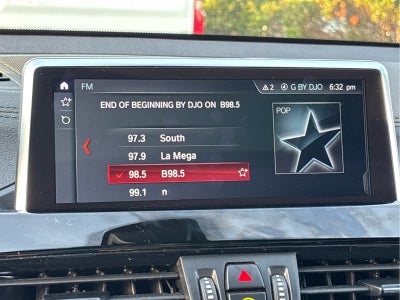 FM
2 G BY DJO 6:32 pm
END OF BEGINNING BY DJO ON B98.5
POP
97.3 South
97.9 La Mega
98.5 B98.5
99.1 n